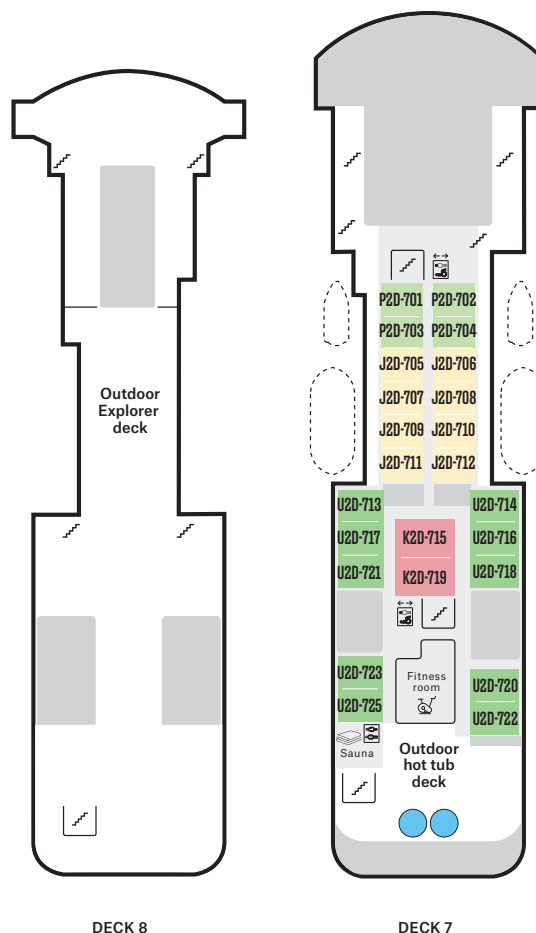 Outdoor
Explorer
deck
DECK 8
P2D-701 P2D-702
P2D-703 P2D-704
J2D-705 J2D-706
J2D-707 J2D-708
J2D-709 J2D-710
J2D-711 J2D-712
U2D-713 U2D-714
U2D-717 K2D-715 U2D-716
U2D-721 K2D-719 U2D-718
U2D-723 Fitness
room U2D-720
U2D-725 U2D-722
Sauna
Outdoor
hot tub
deck
DECK 7